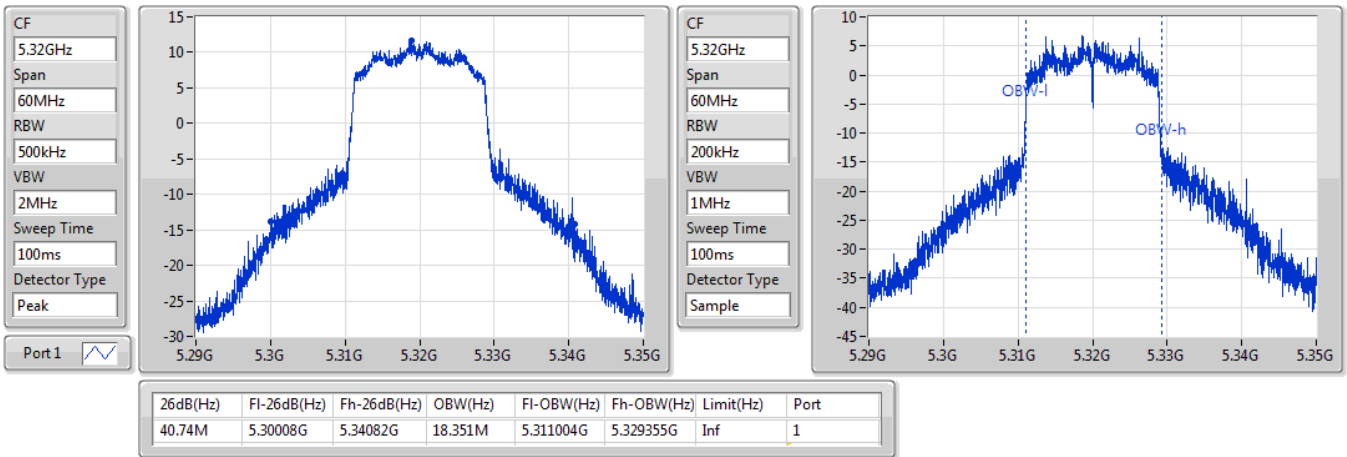 CF
5.32GHz
Span
60MHz
RBW
500kHz
VBW
2MHz
Sweep Time
100ms
Detector Type
Peak
Port 1
15
10
5
0
-5
-10
-15
-20
-25
-30
5.29G 5.3G 5.31G 5.32G 5.33G 5.34G 5.35G
CF
5.32GHz
Span
60MHz
RBW
200kHz
VBW
1MHz
Sweep Time
100ms
Detector Type
Sample
10
5
0
-5
-10
-15
-20
-25
-30
-35
-40
-45
OBW-l
OBW-h
5.29G 5.3G 5.31G 5.32G 5.33G 5.34G 5.35G
26dB(Hz) Fl-26dB(Hz) Fh-26dB(Hz) OBW(Hz) Fl-OBW(Hz) Fh-OBW(Hz) Limit(Hz) Port
40.74M 5.30008G 5.34082G 18.351M 5.311004G 5.329355G Inf 1